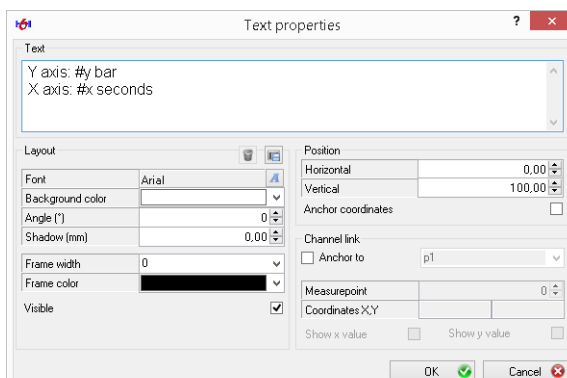 Text properties
?
Text
Y axis: #y bar
X axis: #x seconds
Layout
Font Arial
Background color
Angle (°) 0
Shadow (mm) 0,00
Frame width 0
Frame color
Visible
Position
Horizontal 0,00
Vertical 100,00
Anchor coordinates
Channel link
Anchor to p1
Measurepoint 0
Coordinates X,Y
Show x value Show y value
OK Cancel